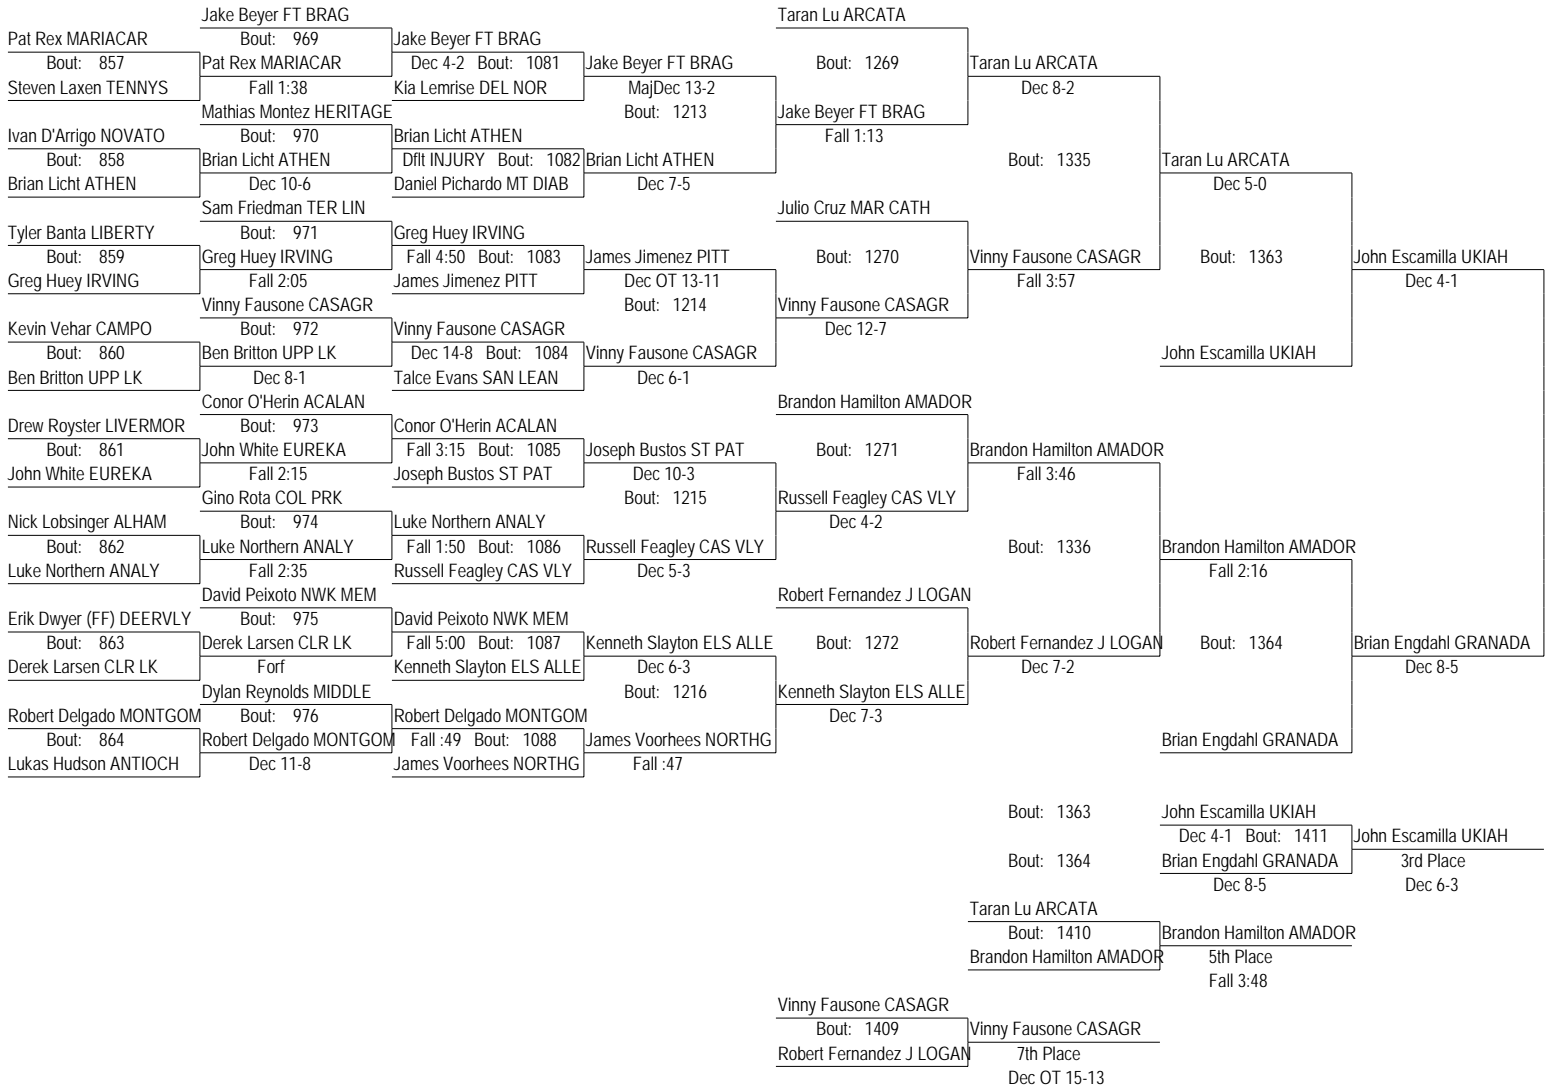 Jake Beyer FT BRAG Taran Lu ARCATA
Pat Rex MARIACAR Bout: 969 Jake Beyer FT BRAG
Bout: 857 Pat Rex MARIACAR Dec 4-2 Bout: 1081 Jake Beyer FT BRAG Bout: 1269 Taran Lu ARCATA
Steven Laxen TENNYS Fall 1:38 Kia Lemrise DEL NOR MajDec 13-2 Dec 8-2
Mathias Montez HERITAGE Bout: 1213 Jake Beyer FT BRAG
Ivan D'Arrigo NOVATO Bout: 970 Brian Licht ATHEN Fall 1:13
Bout: 858 Brian Licht ATHEN Dflt INJURY Bout: 1082 Brian Licht ATHEN Bout: 1335 Taran Lu ARCATA
Brian Licht ATHEN Dec 10-6 Daniel Pichardo MT DIAB Dec 7-5 Dec 5-0
Sam Friedman TER LIN Julio Cruz MAR CATH
Tyler Banta LIBERTY Bout: 971 Greg Huey IRVING
Bout: 859 Greg Huey IRVING Fall 4:50 Bout: 1083 James Jimenez PITT Bout: 1270 Vinny Fausone CASAGR Bout: 1363 John Escamilla UKIAH
Greg Huey IRVING Fall 2:05 James Jimenez PITT Dec OT 13-11 Fall 3:57 Dec 4-1
Vinny Fausone CASAGR Bout: 1214 Vinny Fausone CASAGR
Kevin Vehar CAMPO Bout: 972 Vinny Fausone CASAGR Dec 12-7
Bout: 860 Ben Britton UPP LK Dec 14-8 Bout: 1084 Vinny Fausone CASAGR John Escamilla UKIAH
Ben Britton UPP LK Dec 8-1 Talce Evans SAN LEAN Dec 6-1
Conor O'Herin ACALAN Brandon Hamilton AMADOR
Drew Royster LIVERMOR Bout: 973 Conor O'Herin ACALAN
Bout: 861 John White EUREKA Fall 3:15 Bout: 1085 Joseph Bustos ST PAT Bout: 1271 Brandon Hamilton AMADOR
John White EUREKA Fall 2:15 Joseph Bustos ST PAT Dec 10-3 Fall 3:46
Gino Rota COL PRK Bout: 1215 Russell Feagley CAS VLY
Nick Lobsinger ALHAM Bout: 974 Luke Northern ANALY Dec 4-2
Bout: 862 Luke Northern ANALY Fall 1:50 Bout: 1086 Russell Feagley CAS VLY Bout: 1336 Brandon Hamilton AMADOR
Luke Northern ANALY Fall 2:35 Russell Feagley CAS VLY Dec 5-3 Fall 2:16
David Peixoto NWK MEM Robert Fernandez J LOGAN
Erik Dwyer (FF) DEERVLY Bout: 975 David Peixoto NWK MEM
Bout: 863 Derek Larsen CLR LK Fall 5:00 Bout: 1087 Kenneth Slayton ELS ALLE Bout: 1272 Robert Fernandez J LOGAN Bout: 1364 Brian Engdahl GRANADA
Derek Larsen CLR LK Forf Kenneth Slayton ELS ALLE Dec 6-3 Dec 7-2 Dec 8-5
Dylan Reynolds MIDDLE Bout: 1216 Kenneth Slayton ELS ALLE
Robert Delgado MONTGOM Bout: 976 Robert Delgado MONTGOM Dec 7-3
Bout: 864 Robert Delgado MONTGOM Fall :49 Bout: 1088 James Voorhees NORTHG Brian Engdahl GRANADA
Lukas Hudson ANTIOCH Dec 11-8 James Voorhees NORTHG Fall :47
Bout: 1363 John Escamilla UKIAH
Dec 4-1 Bout: 1411 John Escamilla UKIAH
Bout: 1364 Brian Engdahl GRANADA 3rd Place
Dec 8-5 Dec 6-3
Taran Lu ARCATA
Bout: 1410 Brandon Hamilton AMADOR
Brandon Hamilton AMADOR 5th Place
Fall 3:48
Vinny Fausone CASAGR
Bout: 1409 Vinny Fausone CASAGR
Robert Fernandez J LOGAN 7th Place
Dec OT 15-13